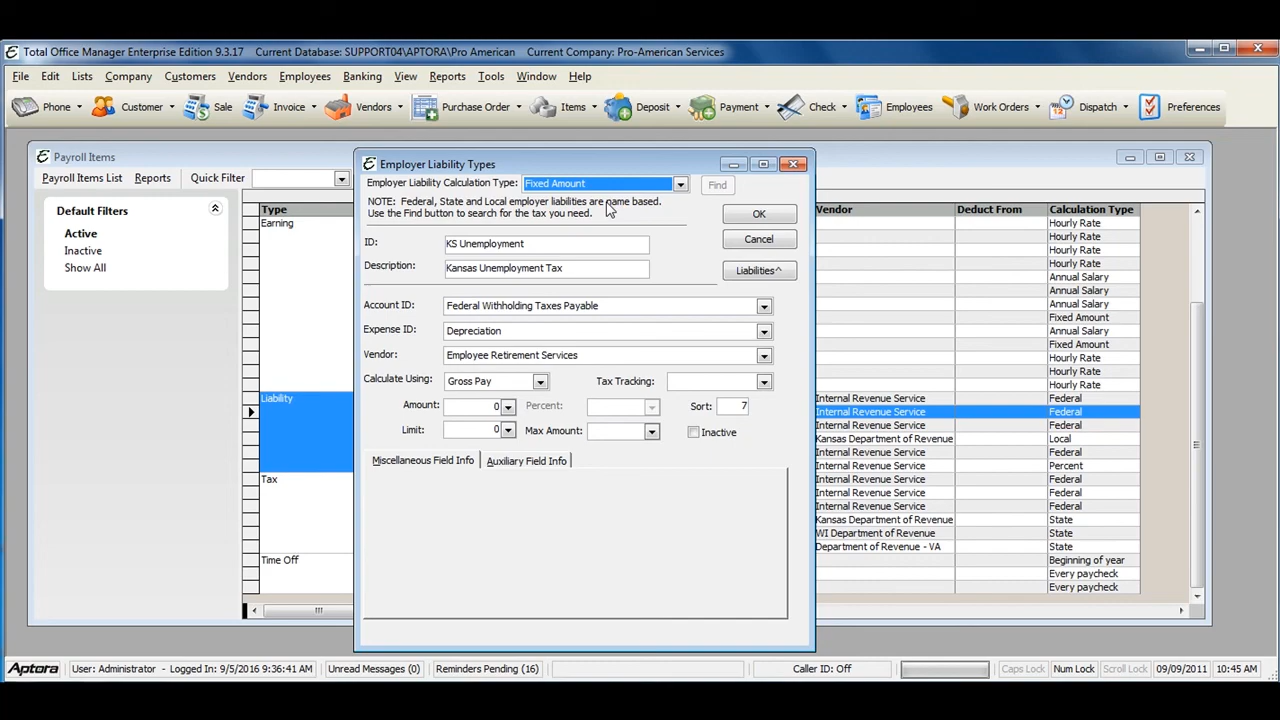 Total Office Manager Enterprise Edition 9.3.17 Current Database: SUPPORT04\APTORA\Pro American Current Company: Pro-American Services
File Edit Lists Company Customers Vendors Employees Banking View Reports Tools Window Help
Phone Customer Sale Invoice Vendors Purchase Order Items Deposit Payment Check Employees Work Orders Dispatch Preferences
Payroll Items
Payroll Items List Reports Quick Filter
Default Filters
Active
Inactive
Show All
Type
Earning
Liability
Tax
Time Off
Employer Liability Types
Employer Liability Calculation Type: Fixed Amount Find
NOTE: Federal, State and Local employer liabilities are name based.
Use the Find button to search for the tax you need.
OK
ID: KS Unemployment
Cancel
Description: Kansas Unemployment Tax
Liabilities^
Account ID: Federal Withholding Taxes Payable
Expense ID: Depreciation
Vendor: Employee Retirement Services
Calculate Using: Gross Pay Tax Tracking:
Amount: 0 Percent: Sort: 7
Limit: 0 Max Amount: Inactive
Miscellaneous Field Info Auxiliary Field Info
Vendor Deduct From Calculation Type
Hourly Rate
Hourly Rate
Hourly Rate
Hourly Rate
Annual Salary
Annual Salary
Annual Salary
Fixed Amount
Annual Salary
Fixed Amount
Hourly Rate
Hourly Rate
Hourly Rate
Internal Revenue Service Federal
Internal Revenue Service Federal
Internal Revenue Service Federal
Kansas Department of Revenue Local
Internal Revenue Service Federal
Internal Revenue Service Percent
Internal Revenue Service Federal
Internal Revenue Service Federal
Internal Revenue Service Federal
Kansas Department of Revenue State
WI Department of Revenue State
Department of Revenue - VA State
Beginning of year
Every paycheck
Every paycheck
Aptora User: Administrator - Logged In: 9/5/2016 9:36:41 AM Unread Messages (0) Reminders Pending (16) Caller ID: Off Caps Lock Num Lock Scroll Lock 09/09/2011 10:45 AM